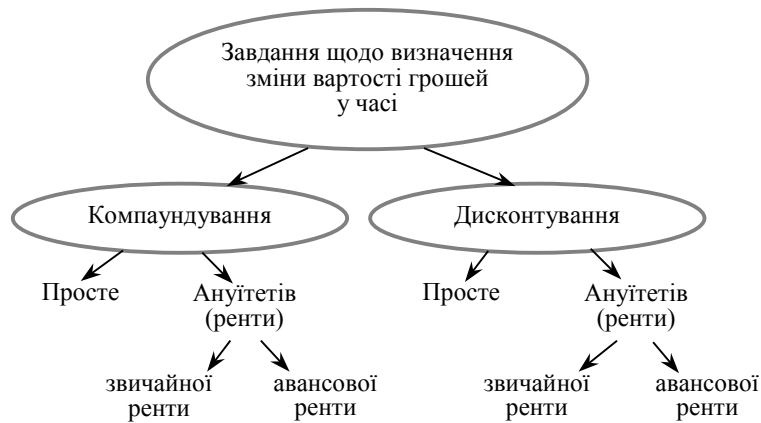 Завдання щодо визначення
зміни вартості грошей
у часі
Компаундування
Дисконтування
Просте
Ануїтетів
(ренти)
Просте
Ануїтетів
(ренти)
звичайної
ренти
авансової
ренти
звичайної
ренти
авансової
ренти